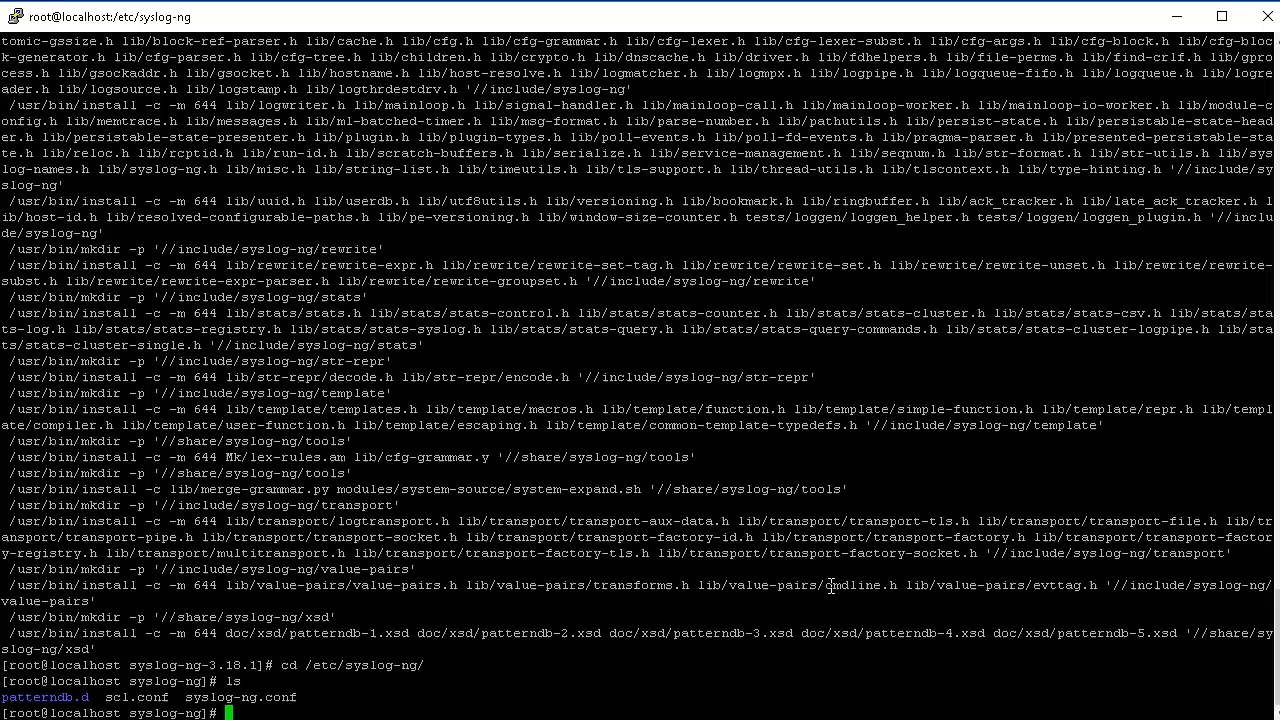 root@localhost:/etc/syslog-ng
tomic-gssize.h lib/block-ref-parser.h lib/cache.h lib/cfg.h lib/cfg-grammar.h lib/cfg-lexer.h lib/cfg-lexer-subst.h lib/cfg-args.h lib/cfg-block.h lib/cfg-bloc
k-generator.h lib/cfg-parser.h lib/cfg-tree.h lib/children.h lib/crypto.h lib/dnscache.h lib/driver.h lib/fdhelpers.h lib/file-perms.h lib/find-crlf.h lib/gpro
cess.h lib/gsockaddr.h lib/gsocket.h lib/hostname.h lib/host-resolve.h lib/logmatcher.h lib/logmpx.h lib/logpipe.h lib/logqueue-fifo.h lib/logqueue.h lib/logre
ader.h lib/logsource.h lib/logstamp.h lib/logthrdestdrv.h '//include/syslog-ng'
/usr/bin/install -c -m 644 lib/logwriter.h lib/mainloop.h lib/signal-handler.h lib/mainloop-call.h lib/mainloop-worker.h lib/mainloop-io-worker.h lib/module-c
onfig.h lib/memtrace.h lib/messages.h lib/ml-batched-timer.h lib/msg-format.h lib/parse-number.h lib/pathutils.h lib/persist-state.h lib/persistable-state-head
er.h lib/persistable-state-presenter.h lib/plugin.h lib/plugin-types.h lib/poll-events.h lib/poll-fd-events.h lib/pragma-parser.h lib/presented-persistable-sta
te.h lib/reloc.h lib/rcptid.h lib/run-id.h lib/scratch-buffers.h lib/serialize.h lib/service-management.h lib/seqnum.h lib/str-format.h lib/str-utils.h lib/sys
log-names.h lib/syslog-ng.h lib/misc.h lib/string-list.h lib/timeutils.h lib/tls-support.h lib/thread-utils.h lib/tlscontext.h lib/type-hinting.h '//include/sy
slog-ng'
/usr/bin/install -c -m 644 lib/uuid.h lib/userdb.h lib/utf8utils.h lib/versioning.h lib/bookmark.h lib/ringbuffer.h lib/ack_tracker.h lib/late_ack_tracker.h l
ib/host-id.h lib/resolved-configurable-paths.h lib/pe-versioning.h lib/window-size-counter.h tests/loggen/loggen_helper.h tests/loggen/loggen_plugin.h '//inclu
de/syslog-ng'
/usr/bin/mkdir -p '//include/syslog-ng/rewrite'
/usr/bin/install -c -m 644 lib/rewrite/rewrite-expr.h lib/rewrite/rewrite-set-tag.h lib/rewrite/rewrite-set.h lib/rewrite/rewrite-unset.h lib/rewrite/rewrite-
subst.h lib/rewrite/rewrite-expr-parser.h lib/rewrite/rewrite-groupset.h '//include/syslog-ng/rewrite'
/usr/bin/mkdir -p '//include/syslog-ng/stats'
/usr/bin/install -c -m 644 lib/stats/stats.h lib/stats/stats-control.h lib/stats/stats-counter.h lib/stats/stats-cluster.h lib/stats/stats-csv.h lib/stats/sta
ts-log.h lib/stats/stats-registry.h lib/stats/stats-syslog.h lib/stats/stats-query.h lib/stats/stats-query-commands.h lib/stats/stats-cluster-logpipe.h lib/sta
ts/stats-cluster-single.h '//include/syslog-ng/stats'
/usr/bin/mkdir -p '//include/syslog-ng/str-repr'
/usr/bin/install -c -m 644 lib/str-repr/decode.h lib/str-repr/encode.h '//include/syslog-ng/str-repr'
/usr/bin/mkdir -p '//include/syslog-ng/template'
/usr/bin/install -c -m 644 lib/template/templates.h lib/template/macros.h lib/template/function.h lib/template/simple-function.h lib/template/repr.h lib/templ
ate/compiler.h lib/template/user-function.h lib/template/escaping.h lib/template/common-template-typedefs.h '//include/syslog-ng/template'
/usr/bin/mkdir -p '//share/syslog-ng/tools'
/usr/bin/install -c -m 644 Mk/lex-rules.am lib/cfg-grammar.y '//share/syslog-ng/tools'
/usr/bin/mkdir -p '//share/syslog-ng/tools'
/usr/bin/install -c lib/merge-grammar.py modules/system-source/system-expand.sh '//share/syslog-ng/tools'
/usr/bin/mkdir -p '//include/syslog-ng/transport'
/usr/bin/install -c -m 644 lib/transport/logtransport.h lib/transport/transport-aux-data.h lib/transport/transport-tls.h lib/transport/transport-file.h lib/tr
ansport/transport-pipe.h lib/transport/transport-socket.h lib/transport/transport-factory-id.h lib/transport/transport-factory.h lib/transport/transport-factor
y-registry.h lib/transport/multitransport.h lib/transport/transport-factory-tls.h lib/transport/transport-factory-socket.h '//include/syslog-ng/transport'
/usr/bin/mkdir -p '//include/syslog-ng/value-pairs'
/usr/bin/install -c -m 644 lib/value-pairs/value-pairs.h lib/value-pairs/transforms.h lib/value-pairs/cmdline.h lib/value-pairs/evttag.h '//include/syslog-ng/
value-pairs'
/usr/bin/mkdir -p '//share/syslog-ng/xsd'
/usr/bin/install -c -m 644 doc/xsd/patterndb-1.xsd doc/xsd/patterndb-2.xsd doc/xsd/patterndb-3.xsd doc/xsd/patterndb-4.xsd doc/xsd/patterndb-5.xsd '//share/sy
slog-ng/xsd'
[root@localhost syslog-ng-3.18.1]# cd /etc/syslog-ng/
[root@localhost syslog-ng]# ls
patterndb.d  scl.conf  syslog-ng.conf
[root@localhost syslog-ng]#